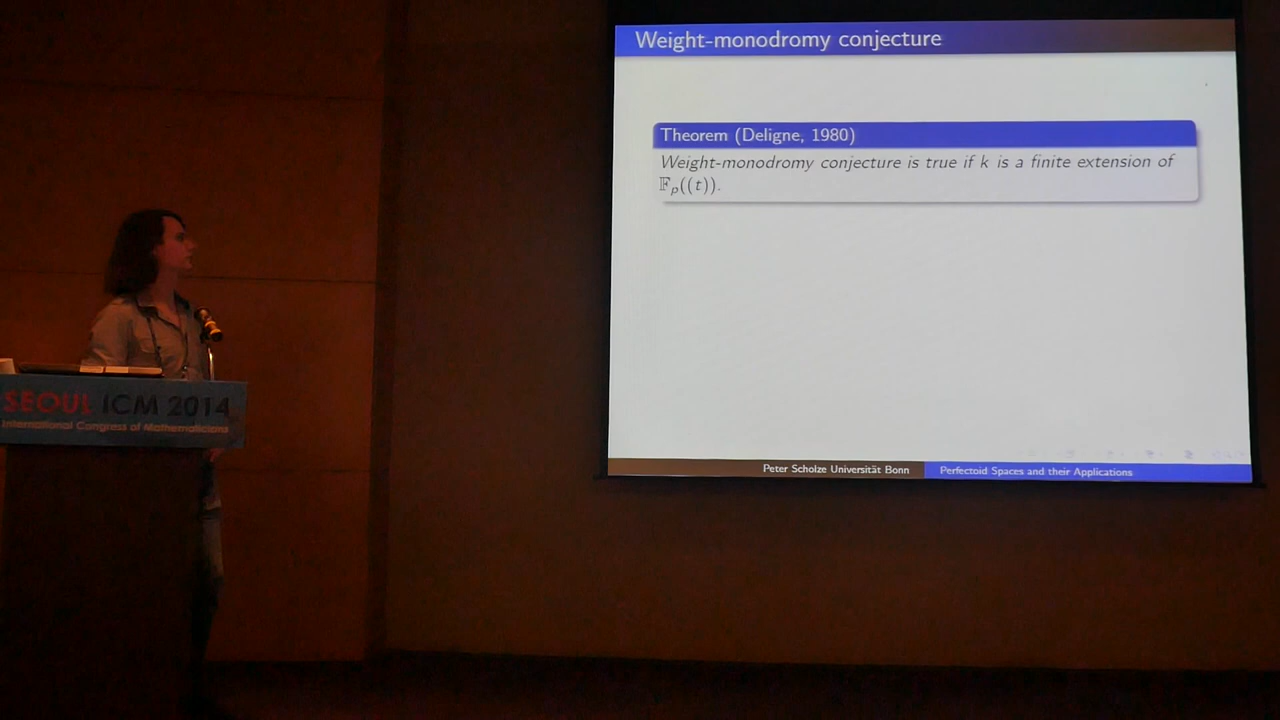 Weight-monodromy conjecture
Theorem (Deligne, 1980)
Weight-monodromy conjecture is true if k is a finite extension of
𝔽ₚ((t)).
SEOUL ICM 2014
International Congress of Mathematicians
Peter Scholze Universität Bonn
Perfectoid Spaces and their Applications